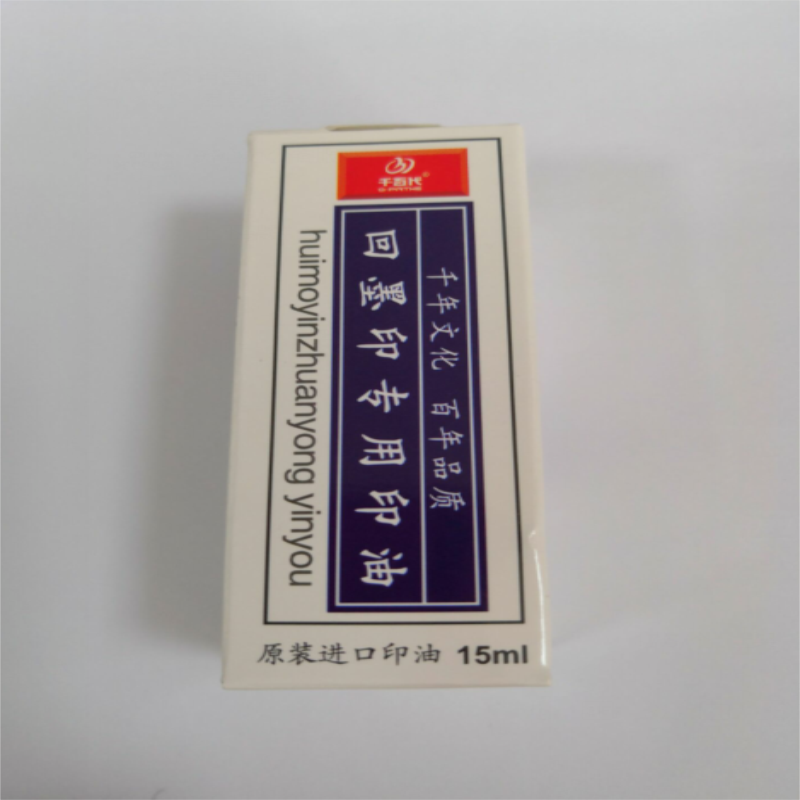 千百代®
千年文化 百年品质
回墨印专用印油
huimoyinzhuanyong yinyou
原装进口印油 15ml